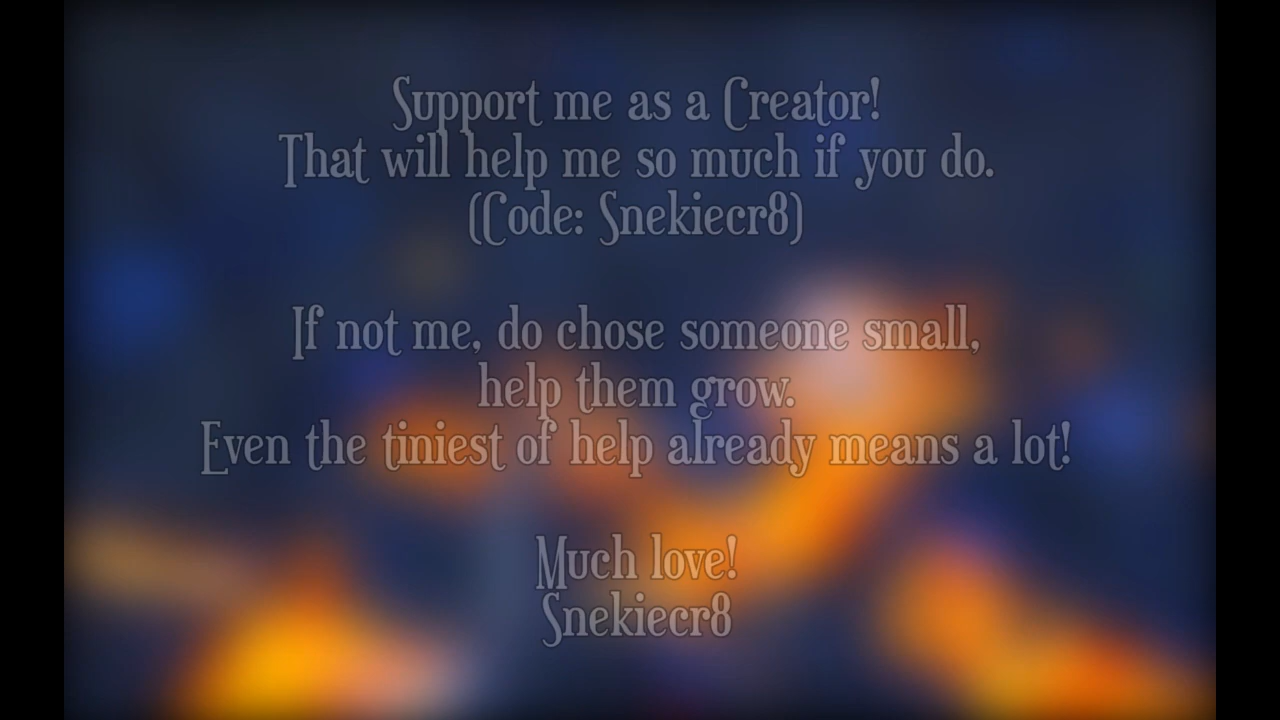 Support me as a Creator!
That will help me so much if you do.
(Code: Snekiecr8)
If not me, do chose someone small,
help them grow.
Even the tiniest of help already means a lot!
Much love!
Snekiecr8